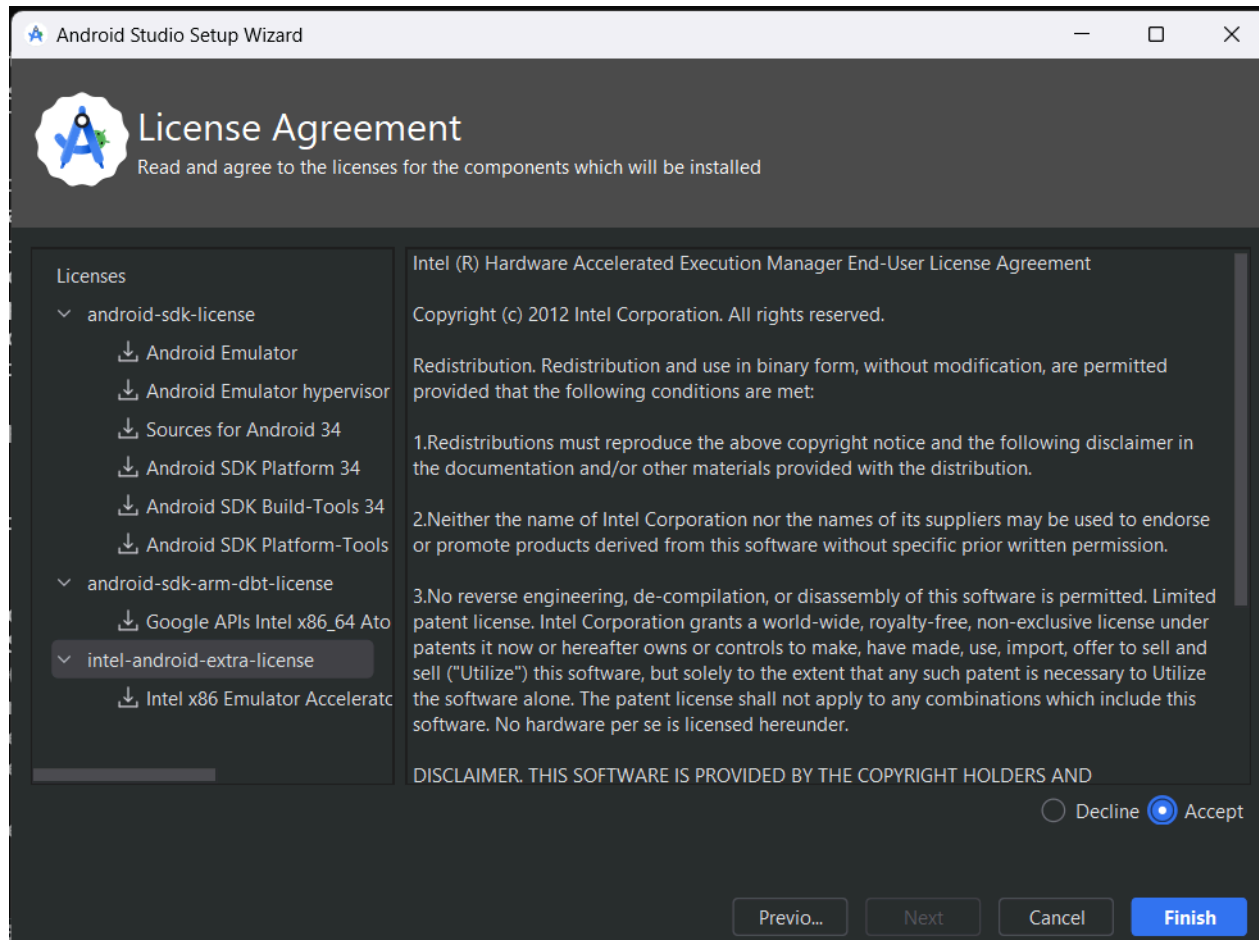 Android Studio Setup Wizard
License Agreement
Read and agree to the licenses for the components which will be installed
Licenses
android-sdk-license
Android Emulator
Android Emulator hypervisor
Sources for Android 34
Android SDK Platform 34
Android SDK Build-Tools 34
Android SDK Platform-Tools
android-sdk-arm-dbt-license
Google APIs Intel x86_64 Ato
intel-android-extra-license
Intel x86 Emulator Accelerato
Intel (R) Hardware Accelerated Execution Manager End-User License Agreement
Copyright (c) 2012 Intel Corporation. All rights reserved.
Redistribution. Redistribution and use in binary form, without modification, are permitted
provided that the following conditions are met:
1.Redistributions must reproduce the above copyright notice and the following disclaimer in
the documentation and/or other materials provided with the distribution.
2.Neither the name of Intel Corporation nor the names of its suppliers may be used to endorse
or promote products derived from this software without specific prior written permission.
3.No reverse engineering, de-compilation, or disassembly of this software is permitted. Limited
patent license. Intel Corporation grants a world-wide, royalty-free, non-exclusive license under
patents it now or hereafter owns or controls to make, have made, use, import, offer to sell and
sell ("Utilize") this software, but solely to the extent that any such patent is necessary to Utilize
the software alone. The patent license shall not apply to any combinations which include this
software. No hardware per se is licensed hereunder.
DISCLAIMER. THIS SOFTWARE IS PROVIDED BY THE COPYRIGHT HOLDERS AND
Decline
Accept
Previo...
Next
Cancel
Finish